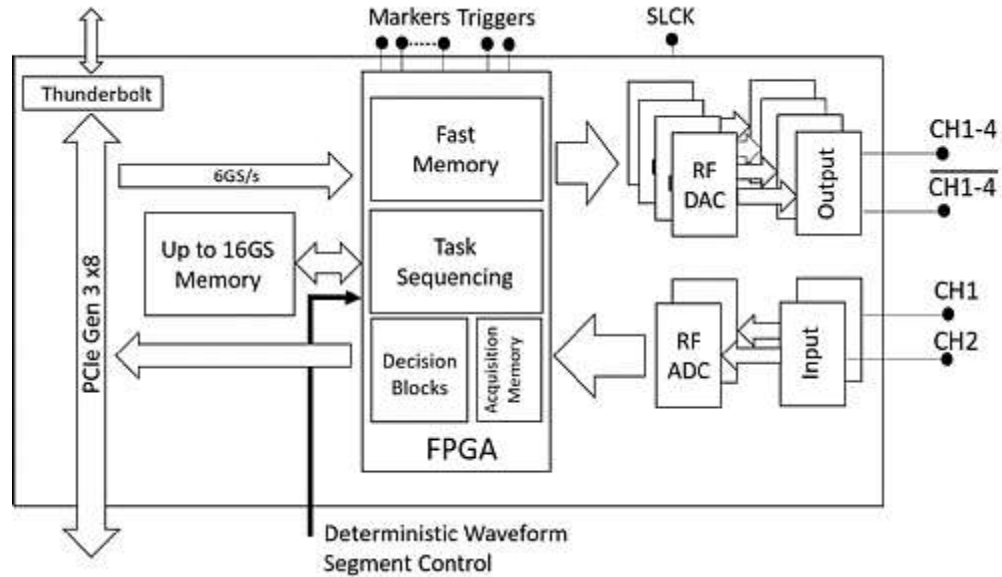 Markers Triggers
SLCK
Thunderbolt
PCIe Gen 3 x8
6GS/s
Up to 16GS
Memory
Fast
Memory
Task
Sequencing
Decision
Blocks
Acquisition
Memory
FPGA
RF
DAC
Output
CH1-4
CH1-4
RF
ADC
Input
CH1
CH2
Deterministic Waveform
Segment Control